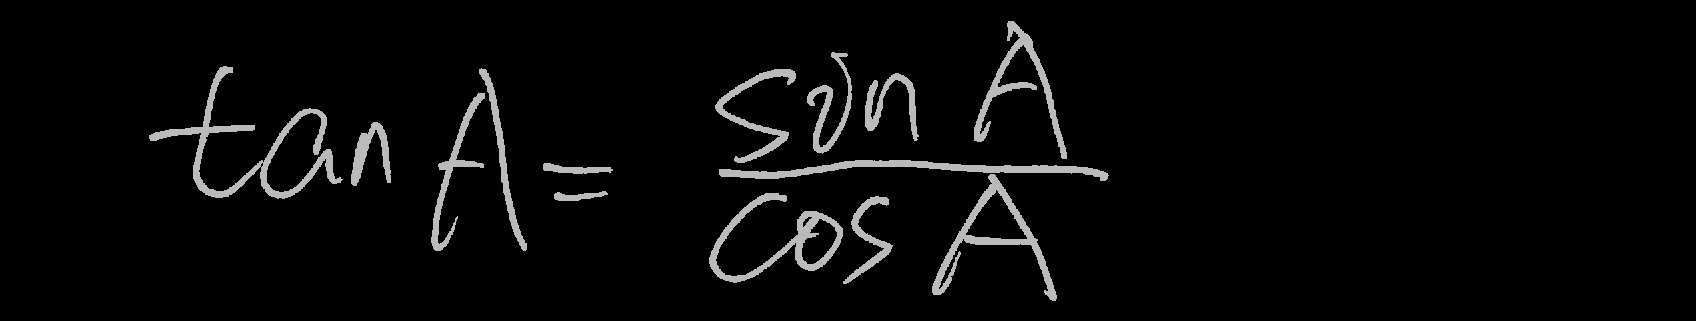 tan A = sin A / cos A